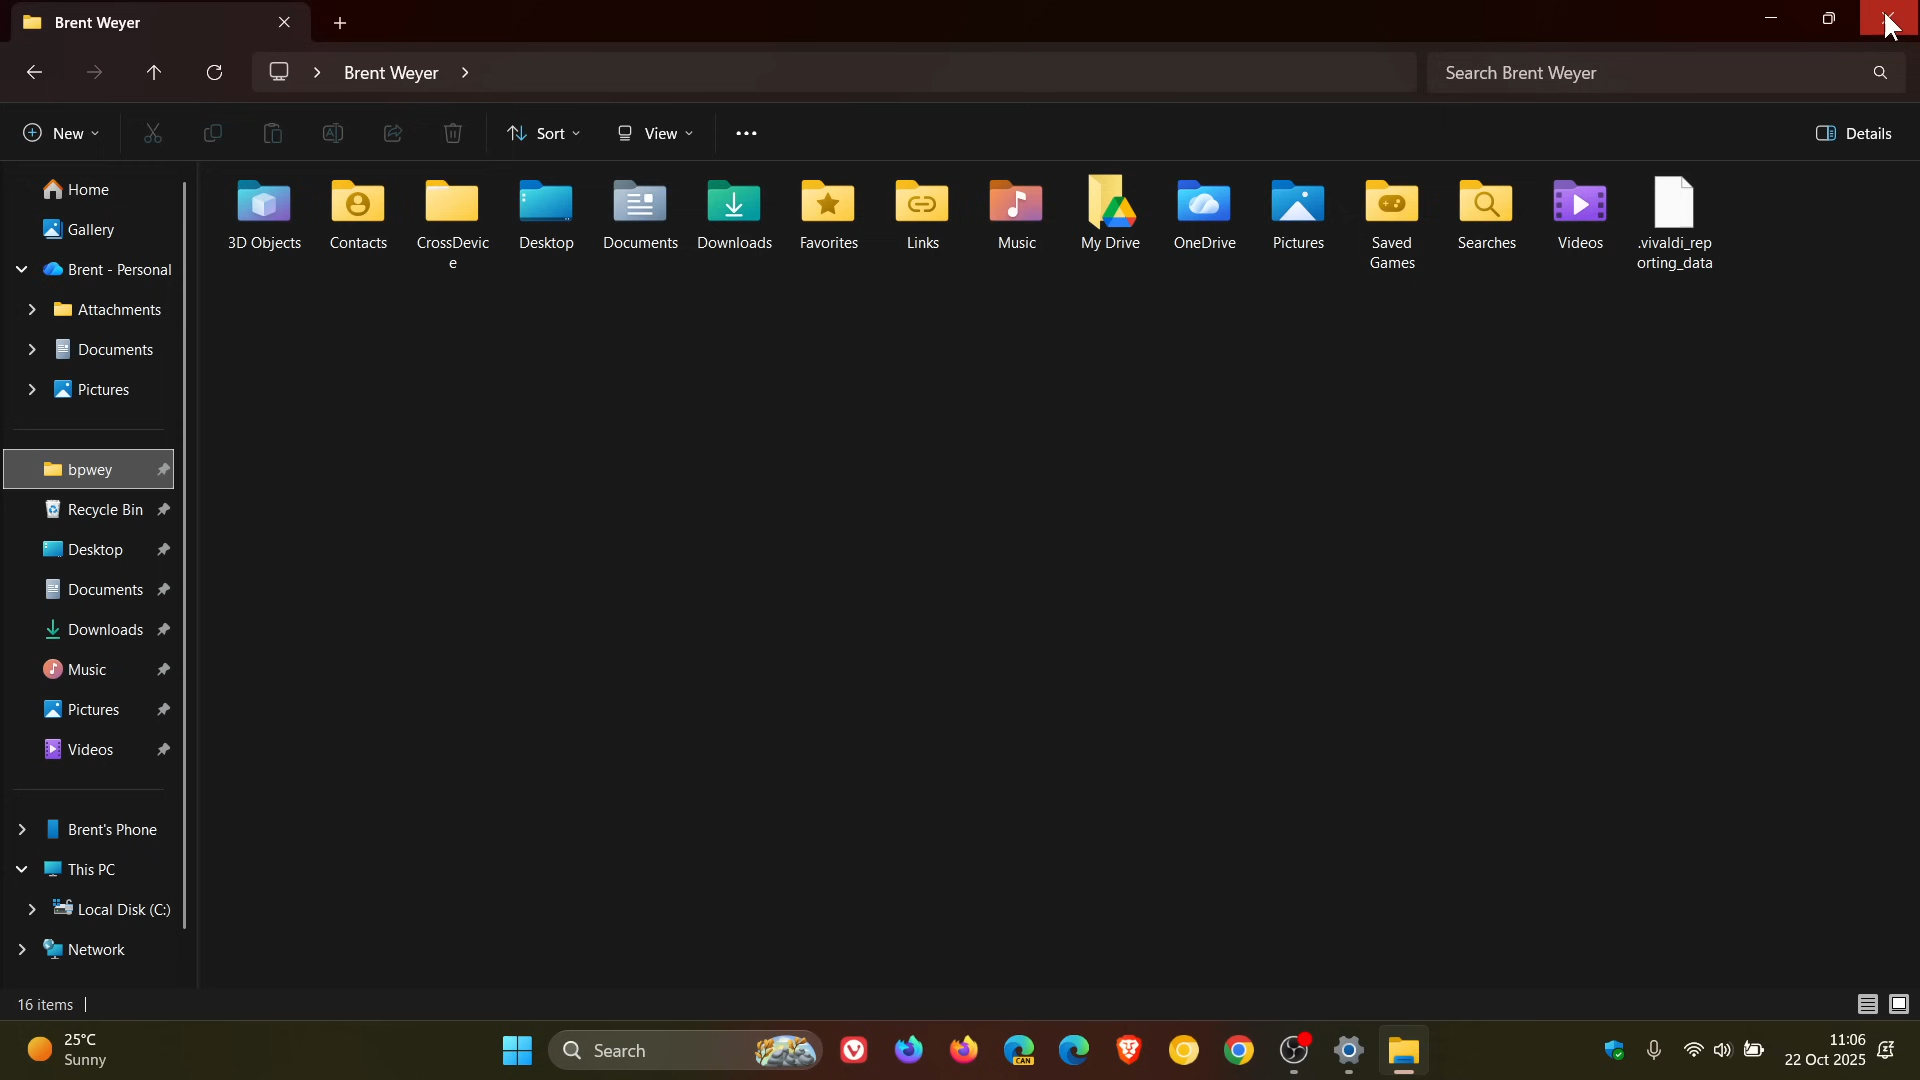 Brent Weyer
Brent Weyer
Search Brent Weyer
New
Sort
View
Details
Home
Gallery
Brent - Personal
Attachments
Documents
Pictures
bpwey
Recycle Bin
Desktop
Documents
Downloads
Music
Pictures
Videos
Brent's Phone
This PC
Local Disk (C:)
Network
3D Objects
Contacts
CrossDevic
e
Desktop
Documents
Downloads
Favorites
Links
Music
My Drive
OneDrive
Pictures
Saved
Games
Searches
Videos
.vivaldi_rep
orting_data
16 items
25°C
Sunny
Search
CAN
11:06
22 Oct 2025